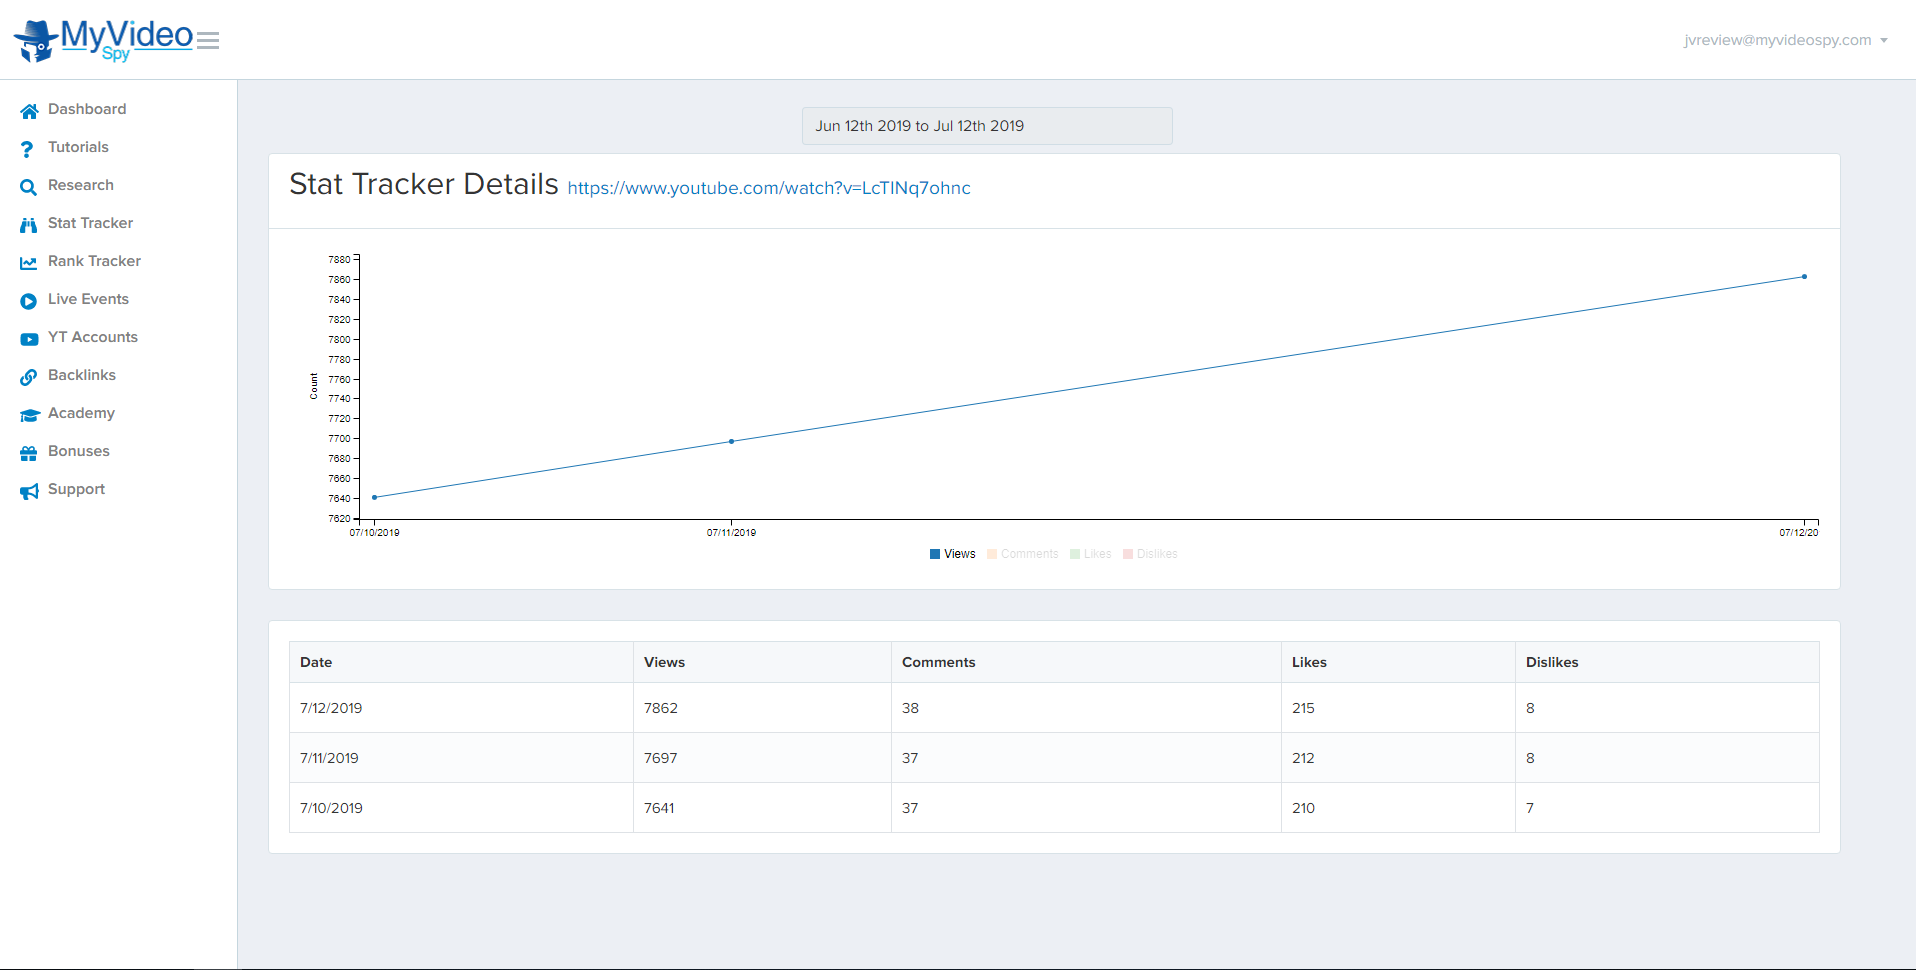 MyVideo
Spy
jvreview@myvideospy.com
Dashboard
Tutorials
Research
Stat Tracker
Rank Tracker
Live Events
YT Accounts
Backlinks
Academy
Bonuses
Support
Jun 12th 2019 to Jul 12th 2019
Stat Tracker Details https://www.youtube.com/watch?v=LcTINq7ohnc
Count
7880
7860
7840
7820
7800
7780
7760
7740
7720
7700
7680
7660
7640
7620
07/10/2019 07/11/2019 07/12/20
Views Comments Likes Dislikes
Date Views Comments Likes Dislikes
7/12/2019 7862 38 215 8
7/11/2019 7697 37 212 8
7/10/2019 7641 37 210 7